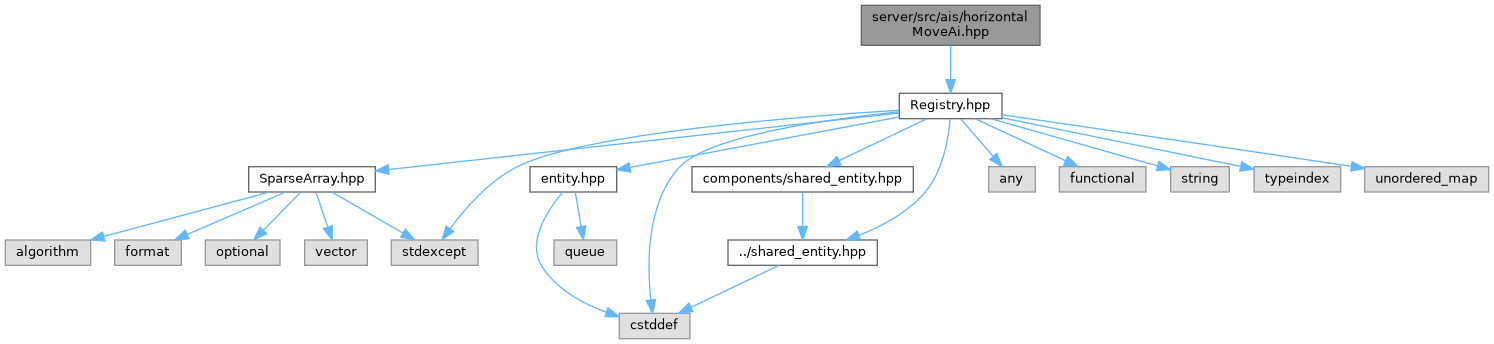 server/src/ais/horizontal
MoveAi.hpp
Registry.hpp
SparseArray.hpp
entity.hpp
components/shared_entity.hpp
any
functional
string
typeindex
unordered_map
algorithm
format
optional
vector
stdexcept
queue
../shared_entity.hpp
cstddef